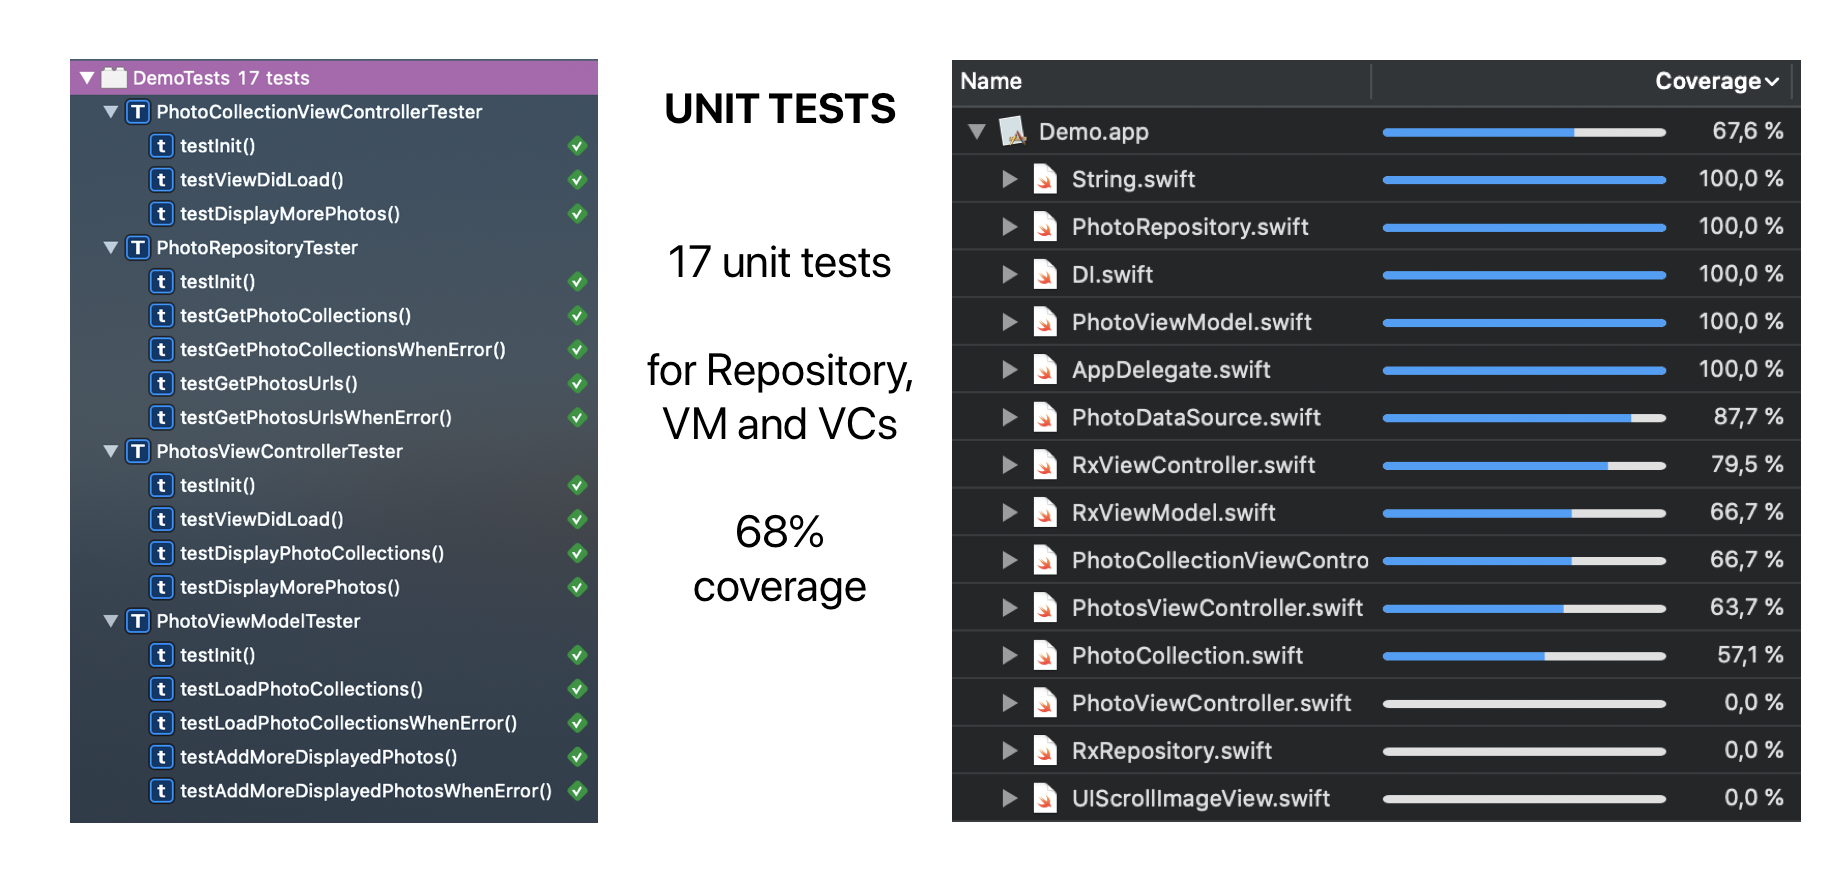 DemoTests 17 tests
T PhotoCollectionViewControllerTester
t testInit()
t testViewDidLoad()
t testDisplayMorePhotos()
T PhotoRepositoryTester
t testInit()
t testGetPhotoCollections()
t testGetPhotoCollectionsWhenError()
t testGetPhotosUrls()
t testGetPhotosUrlsWhenError()
T PhotosViewControllerTester
t testInit()
t testViewDidLoad()
t testDisplayPhotoCollections()
t testDisplayMorePhotos()
T PhotoViewModelTester
t testInit()
t testLoadPhotoCollections()
t testLoadPhotoCollectionsWhenError()
t testAddMoreDisplayedPhotos()
t testAddMoreDisplayedPhotosWhenError()
UNIT TESTS
17 unit tests
for Repository,
VM and VCs
68%
coverage
Name Coverage
Demo.app 67,6 %
String.swift 100,0 %
PhotoRepository.swift 100,0 %
DI.swift 100,0 %
PhotoViewModel.swift 100,0 %
AppDelegate.swift 100,0 %
PhotoDataSource.swift 87,7 %
RxViewController.swift 79,5 %
RxViewModel.swift 66,7 %
PhotoCollectionViewContro 66,7 %
PhotosViewController.swift 63,7 %
PhotoCollection.swift 57,1 %
PhotoViewController.swift 0,0 %
RxRepository.swift 0,0 %
UIScrollImageView.swift 0,0 %